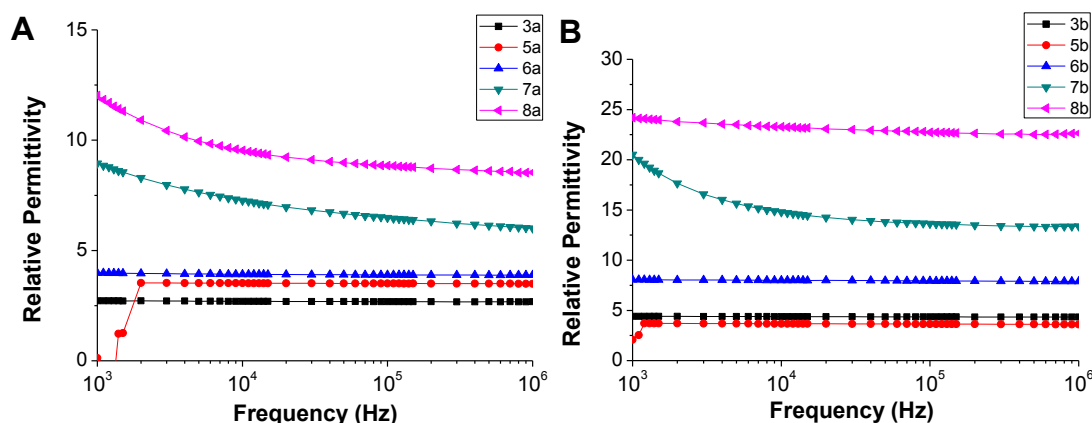 A
3a
5a
6a
7a
8a
15
10
5
0
Relative Permittivity
10³ 10⁴ 10⁵ 10⁶
Frequency (Hz)
B
3b
5b
6b
7b
8b
30
25
20
15
10
5
0
Relative Permittivity
10³ 10⁴ 10⁵ 10⁶
Frequency (Hz)